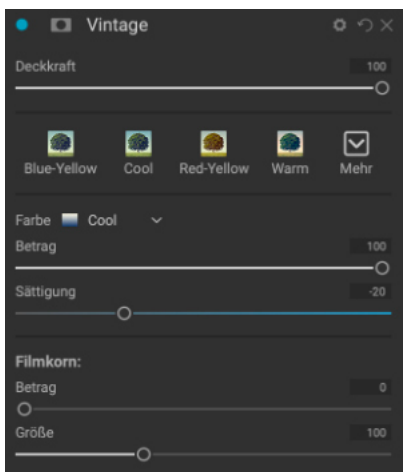 Vintage
Deckkraft 100
Blue-Yellow Cool Red-Yellow Warm Mehr
Farbe Cool
Betrag 100
Sättigung -20
Filmkorn:
Betrag 0
Größe 100